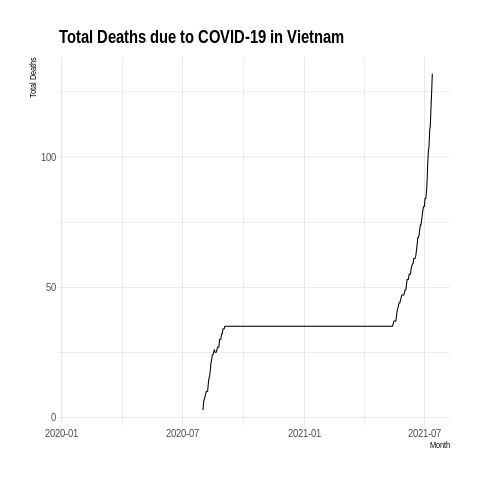 Total Deaths due to COVID-19 in Vietnam
Total Deaths
100
50
0
2020-01
2020-07
2021-01
2021-07
Month